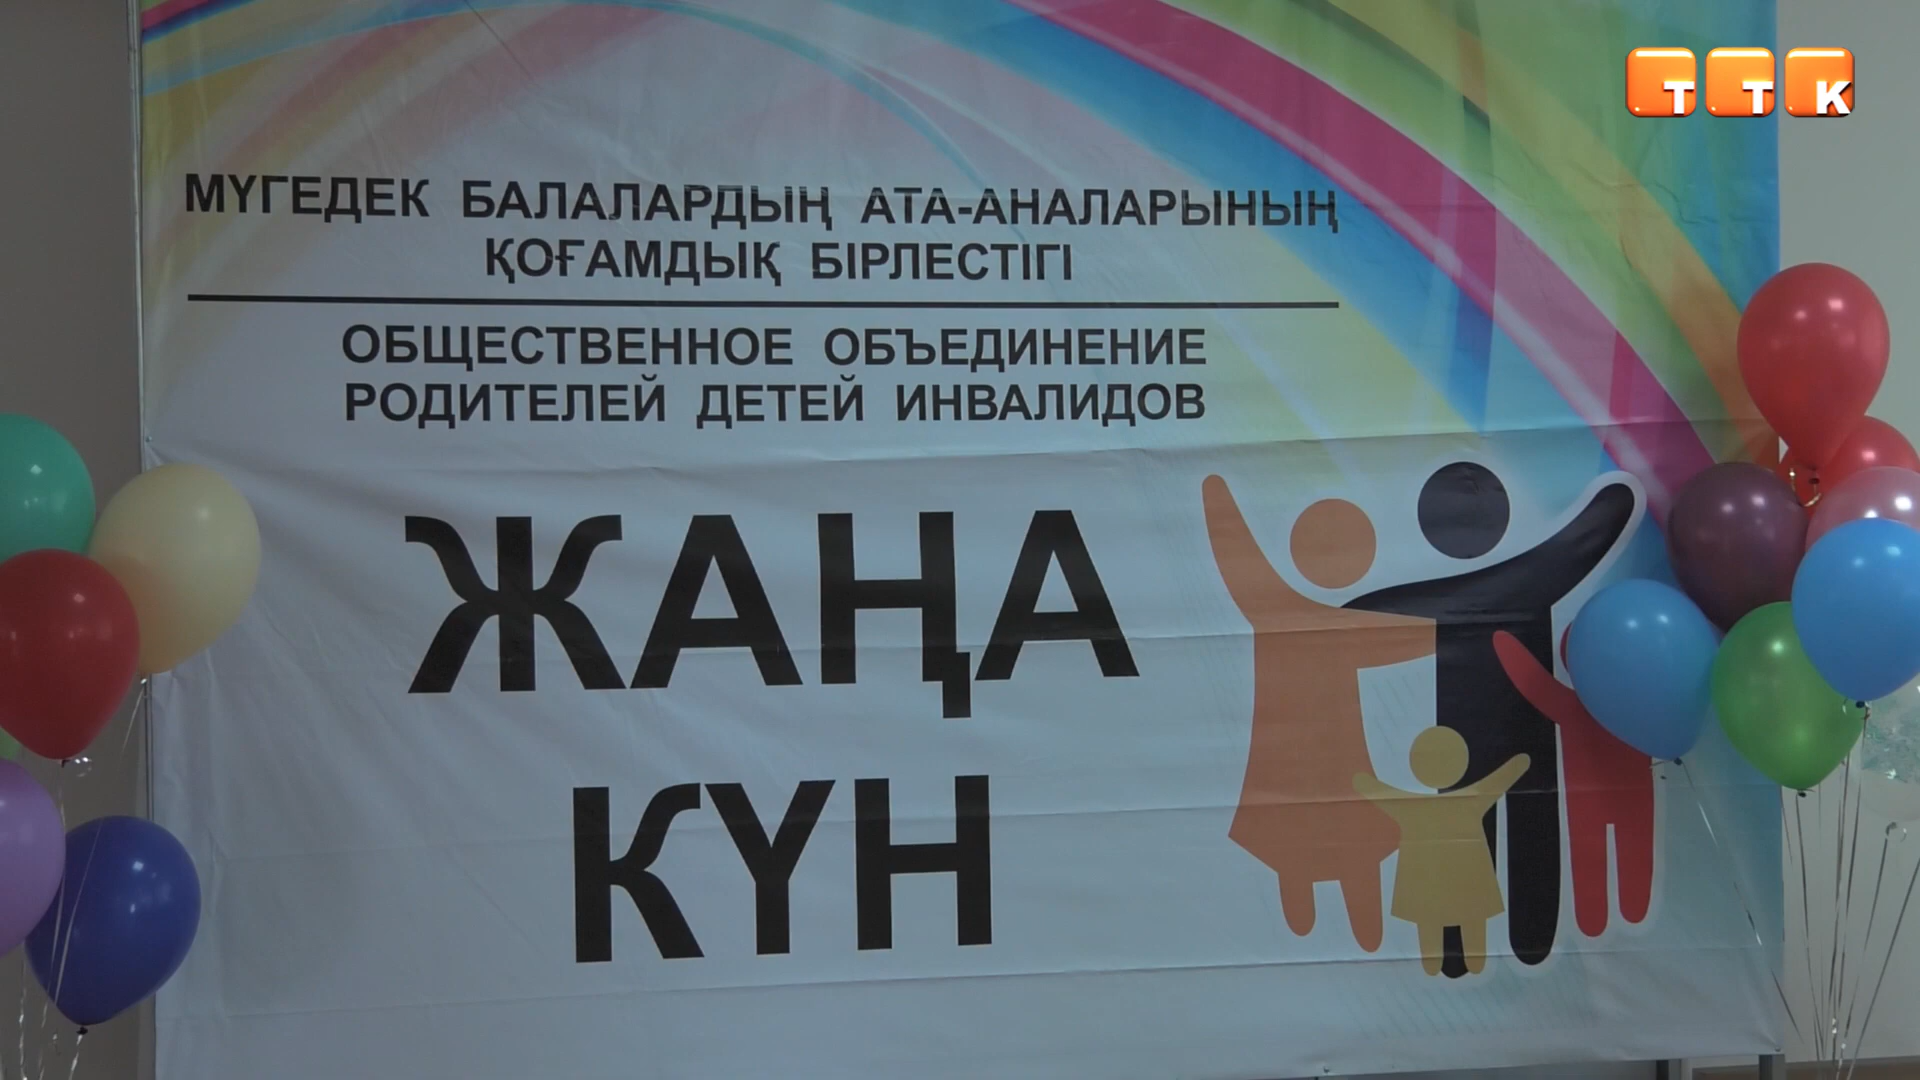 ТТК
МҮГЕДЕК БАЛАЛАРДЫҢ АТА-АНАЛАРЫНЫҢ
ҚОҒАМДЫҚ БІРЛЕСТІГІ
ОБЩЕСТВЕННОЕ ОБЪЕДИНЕНИЕ
РОДИТЕЛЕЙ ДЕТЕЙ ИНВАЛИДОВ
ЖАҢА
КҮН